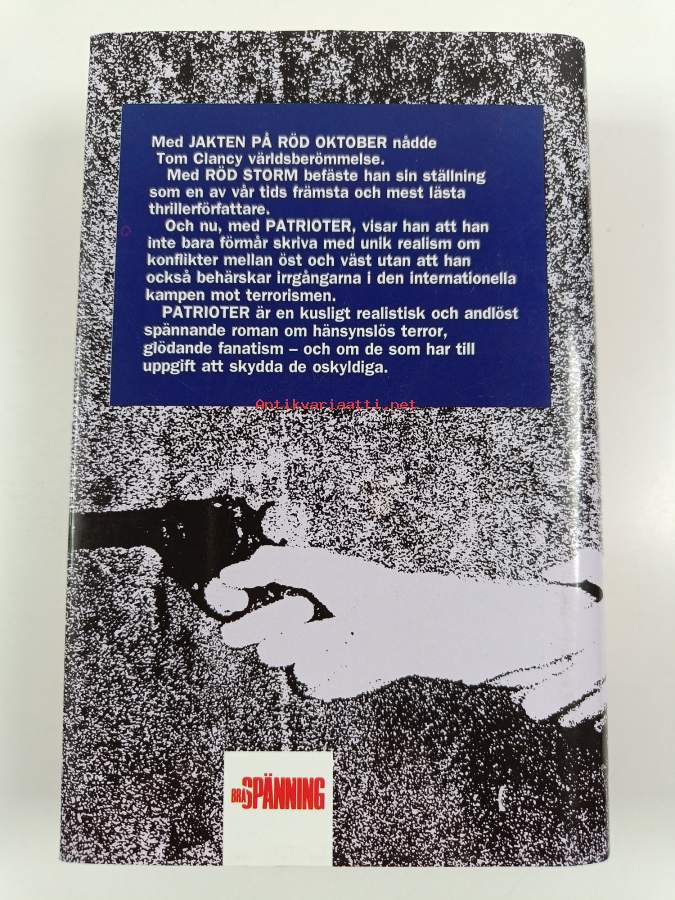 Med JAKTEN PÅ RÖD OKTOBER nådde
Tom Clancy världsberömmelse.
Med RÖD STORM befäste han sin ställning
som en av vår tids främsta och mest lästa
thrillerförfattare.
Och nu, med PATRIOTER, visar han att han
inte bara förmår skriva med unik realism om
konflikter mellan öst och väst utan att han
också behärskar irrgångarna i den internationella
kampen mot terrorismen.
PATRIOTER är en kusligt realistisk och andlöst
spännande roman om hänsynslös terror,
glödande fanatism – och om de som har till
uppgift att skydda de oskyldiga.
Antikvariaatti.net
BRA SPÄNNING